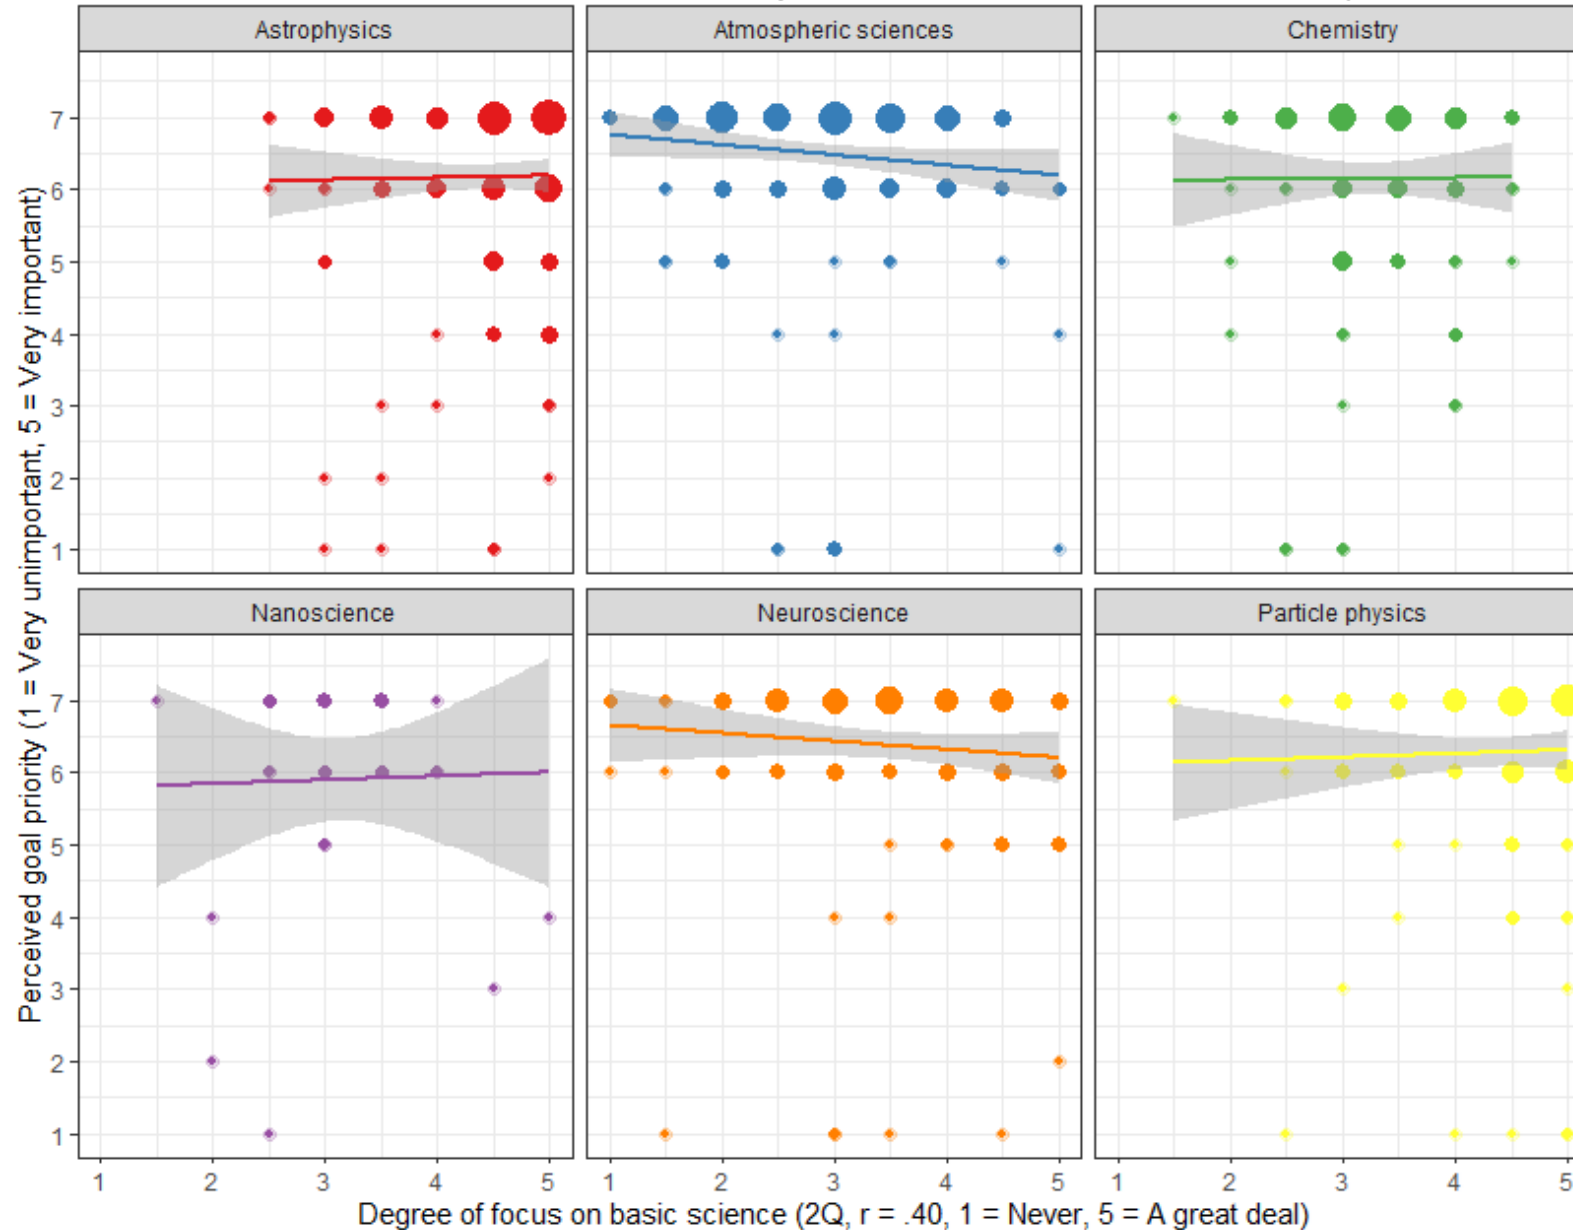 Astrophysics Atmospheric sciences Chemistry
7
6
5
4
3
2
1
Nanoscience Neuroscience Particle physics
7
6
5
4
3
2
1
1 2 3 4 5 1 2 3 4 5 1 2 3 4 5
Perceived goal priority (1 = Very unimportant, 5 = Very important)
Degree of focus on basic science (2Q, r = .40, 1 = Never, 5 = A great deal)